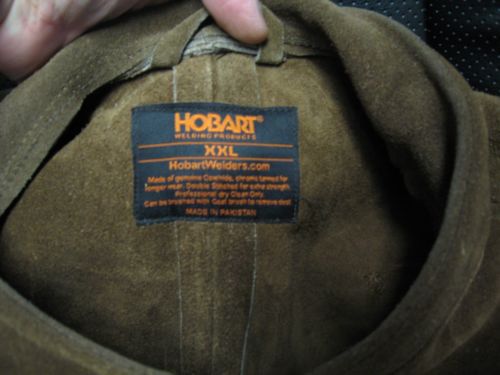 HOBART®
WELDING PRODUCTS
XXL
HobartWelders.com
Made of genuine Cowhide, chrome tanned for
longer wear. Double Stitched for extra strength.
Professional dry Clean Only.
Can be brushed with Goat brush to remove dust
MADE IN PAKISTAN